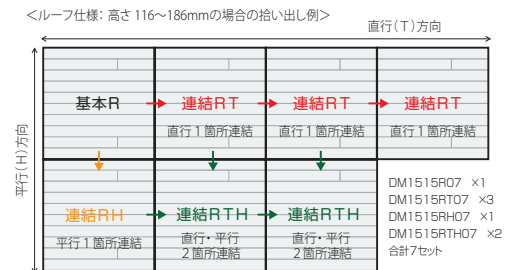 ＜ルーフ仕様：高さ 116～186mmの場合の拾い出し例＞
直行（T）方向
平行（H）方向
基本R
連結RT
連結RT
連結RT
直行１箇所連結
直行１箇所連結
直行１箇所連結
連結RH
連結RTH
連結RTH
平行１箇所連結
直行・平行
２箇所連結
直行・平行
２箇所連結
DM1515R07 ×1
DM1515RT07 ×3
DM1515RH07 ×1
DM1515RTH07 ×2
合計7セット